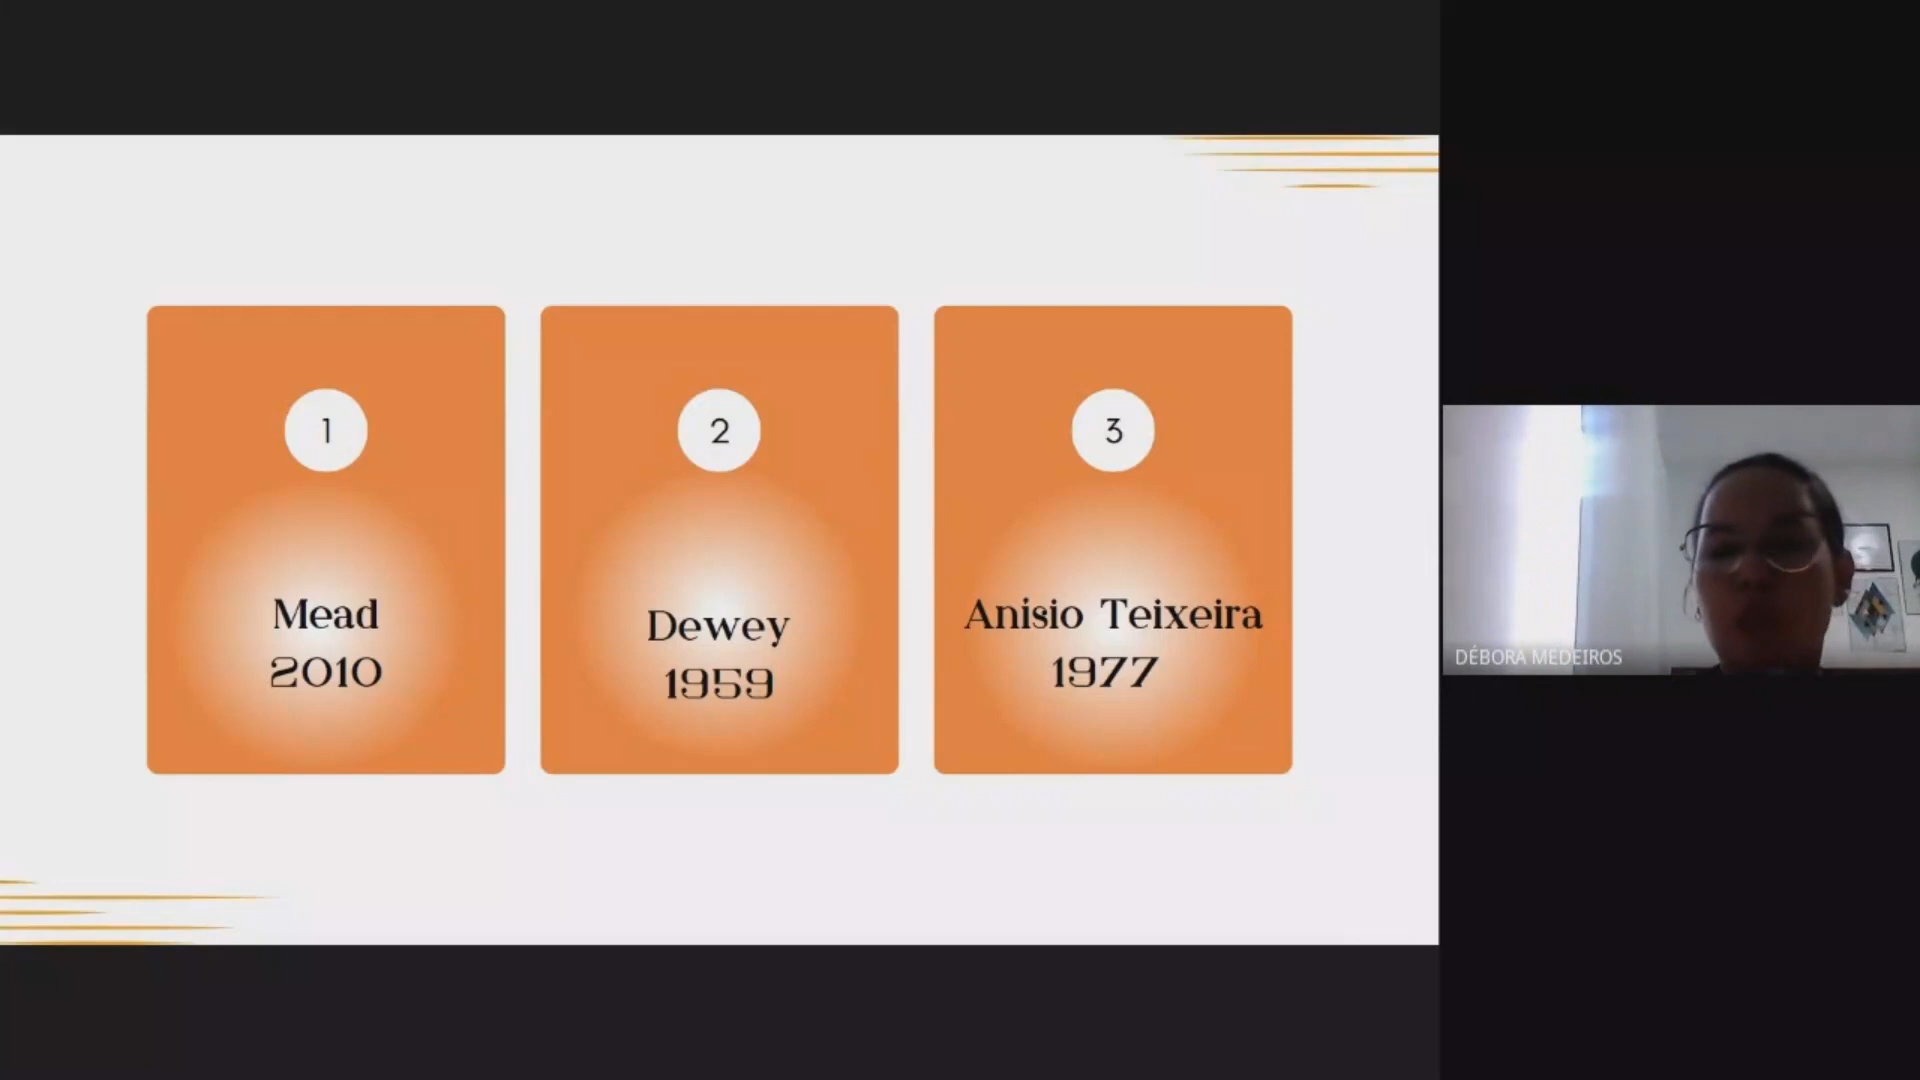 1
Mead
2010
2
Dewey
1959
3
Anisio Teixeira
1977
DÉBORA MEDEIROS